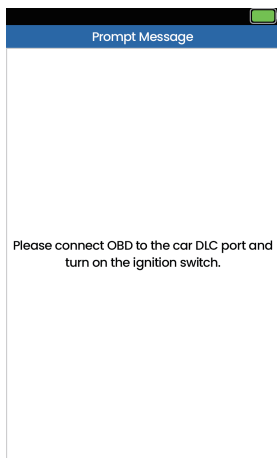 Prompt Message
Please connect OBD to the car DLC port and
turn on the ignition switch.